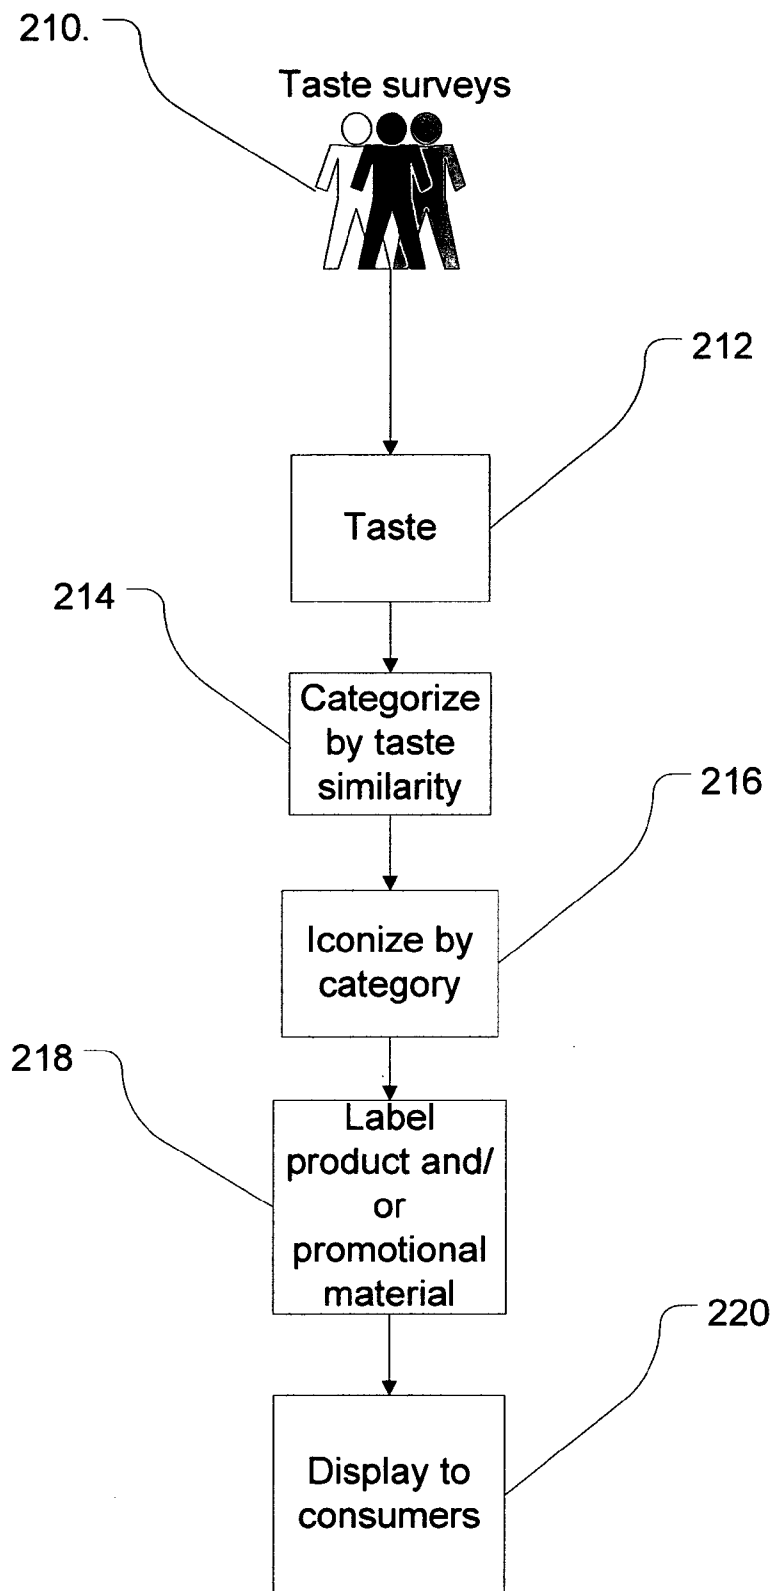 210.
Taste surveys
212
Taste
214
Categorize
by taste
similarity
216
Iconize by
category
218
Label
product and/
or
promotional
material
220
Display to
consumers